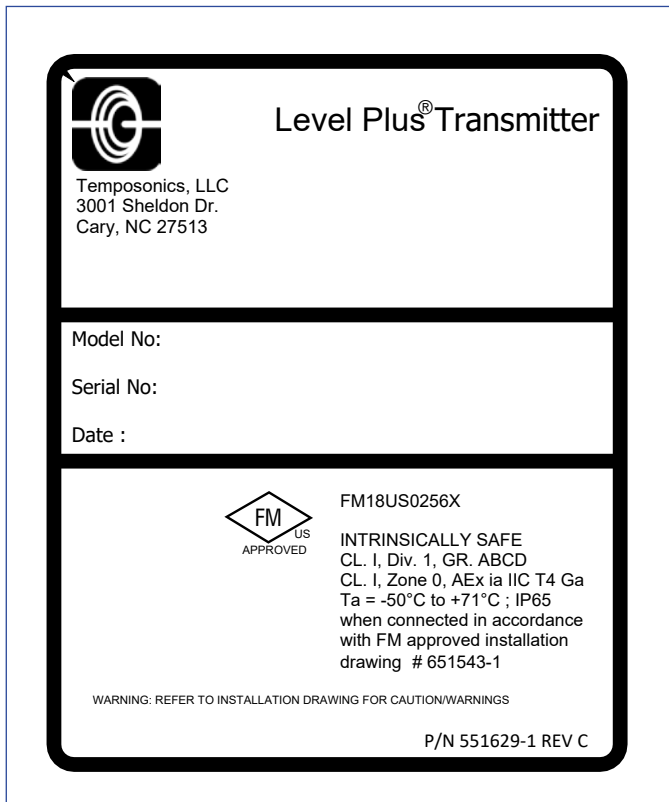 Level Plus® Transmitter
Temposonics, LLC
3001 Sheldon Dr.
Cary, NC 27513
Model No:
Serial No:
Date :
FM
US
APPROVED
FM18US0256X
INTRINSICALLY SAFE
CL. I, Div. 1, GR. ABCD
CL. I, Zone 0, AEx ia IIC T4 Ga
Ta = -50°C to +71°C ; IP65
when connected in accordance
with FM approved installation
drawing # 651543-1
WARNING: REFER TO INSTALLATION DRAWING FOR CAUTION/WARNINGS
P/N 551629-1 REV C